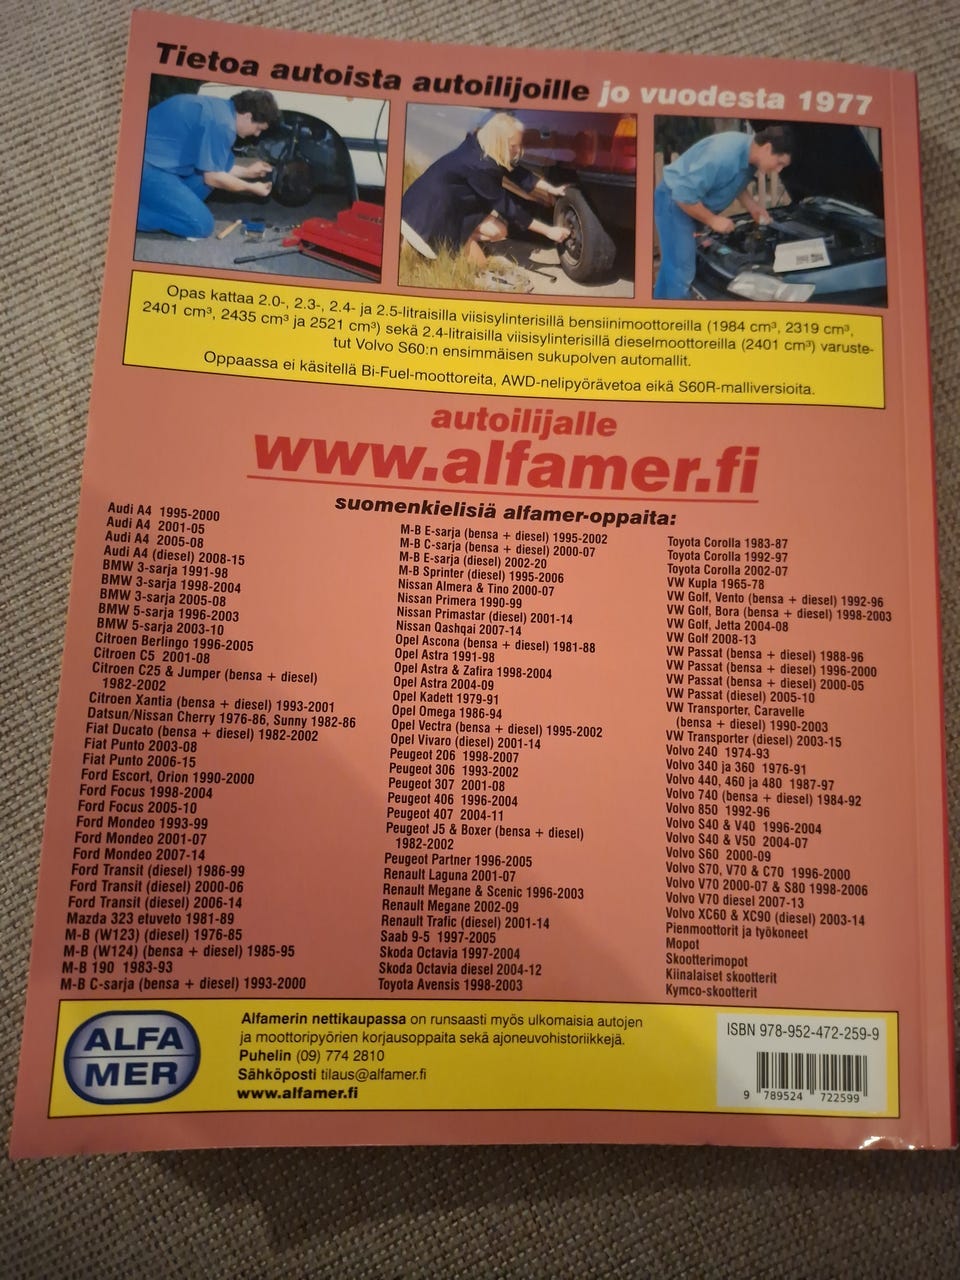 Tietoa autoista autoilijoille jo vuodesta 1977
Opas kattaa 2.0-, 2.3-, 2.4- ja 2.5-litraisilla viisisylinterisillä bensiinimoottoreilla (1984 cm³, 2319 cm³,
2401 cm³, 2435 cm³ ja 2521 cm³) sekä 2.4-litraisilla viisisylinterisillä dieselmoottoreilla (2401 cm³) varuste-
tut Volvo S60:n ensimmäisen sukupolven automallit.
Oppaassa ei käsitellä Bi-Fuel-moottoreita, AWD-nelipyörävetoa eikä S60R-malliversioita.
autoilijalle
www.alfamer.fi
suomenkielisiä alfamer-oppaita:
Audi A4 1995-2000
Audi A4 2001-05
Audi A4 2005-08
Audi A4 (diesel) 2008-15
BMW 3-sarja 1991-98
BMW 3-sarja 1998-2004
BMW 3-sarja 2005-08
BMW 5-sarja 1996-2003
BMW 5-sarja 2003-10
Citroen Berlingo 1996-2005
Citroen C5 2001-08
Citroen C25 & Jumper (bensa + diesel)
1982-2002
Citroen Xantia (bensa + diesel) 1993-2001
Datsun/Nissan Cherry 1976-86, Sunny 1982-86
Fiat Ducato (bensa + diesel) 1982-2002
Fiat Punto 2003-08
Fiat Punto 2006-15
Ford Escort, Orion 1990-2000
Ford Focus 1998-2004
Ford Focus 2005-10
Ford Mondeo 1993-99
Ford Mondeo 2001-07
Ford Mondeo 2007-14
Ford Transit (diesel) 1986-99
Ford Transit (diesel) 2000-06
Ford Transit (diesel) 2006-14
Mazda 323 etuveto 1981-89
M-B (W123) (diesel) 1976-85
M-B (W124) (bensa + diesel) 1985-95
M-B 190 1983-93
M-B C-sarja (bensa + diesel) 1993-2000
M-B E-sarja (bensa + diesel) 1995-2002
M-B C-sarja (bensa + diesel) 2000-07
M-B E-sarja (diesel) 2002-20
M-B Sprinter (diesel) 1995-2006
Nissan Almera & Tino 2000-07
Nissan Primera 1990-99
Nissan Primastar (diesel) 2001-14
Nissan Qashqai 2007-14
Opel Ascona (bensa + diesel) 1981-88
Opel Astra 1991-98
Opel Astra & Zafira 1998-2004
Opel Astra 2004-09
Opel Kadett 1979-91
Opel Omega 1986-94
Opel Vectra (bensa + diesel) 1995-2002
Opel Vivaro (diesel) 2001-14
Peugeot 206 1998-2007
Peugeot 306 1993-2002
Peugeot 307 2001-08
Peugeot 406 1996-2004
Peugeot 407 2004-11
Peugeot J5 & Boxer (bensa + diesel)
1982-2002
Peugeot Partner 1996-2005
Renault Laguna 2001-07
Renault Megane & Scenic 1996-2003
Renault Megane 2002-09
Renault Trafic (diesel) 2001-14
Saab 9-5 1997-2005
Skoda Octavia 1997-2004
Skoda Octavia diesel 2004-12
Toyota Avensis 1998-2003
Toyota Corolla 1983-87
Toyota Corolla 1992-97
Toyota Corolla 2002-07
VW Kupla 1965-78
VW Golf, Vento (bensa + diesel) 1992-96
VW Golf, Bora (bensa + diesel) 1998-2003
VW Golf, Jetta 2004-08
VW Golf 2008-13
VW Passat (bensa + diesel) 1988-96
VW Passat (bensa + diesel) 1996-2000
VW Passat (bensa + diesel) 2000-05
VW Passat (diesel) 2005-10
VW Transporter, Caravelle
(bensa + diesel) 1990-2003
VW Transporter (diesel) 2003-15
Volvo 240 1974-93
Volvo 340 ja 360 1976-91
Volvo 440, 460 ja 480 1987-97
Volvo 740 (bensa + diesel) 1984-92
Volvo 850 1992-96
Volvo S40 & V40 1996-2004
Volvo S40 & V50 2004-07
Volvo S60 2000-09
Volvo S70, V70 & C70 1996-2000
Volvo V70 2000-07 & S80 1998-2006
Volvo V70 diesel 2007-13
Volvo XC60 & XC90 (diesel) 2003-14
Pienmoottorit ja työkoneet
Mopot
Skootterimopot
Kiinalaiset skootterit
Kymco-skootterit
ALFA
MER
Alfamerin nettikaupassa on runsaasti myös ulkomaisia autojen
ja moottoripyörien korjausoppaita sekä ajoneuvohistoriikkejä.
Puhelin (09) 774 2810
Sähköposti tilaus@alfamer.fi
www.alfamer.fi
ISBN 978-952-472-259-9
9 789524 722599